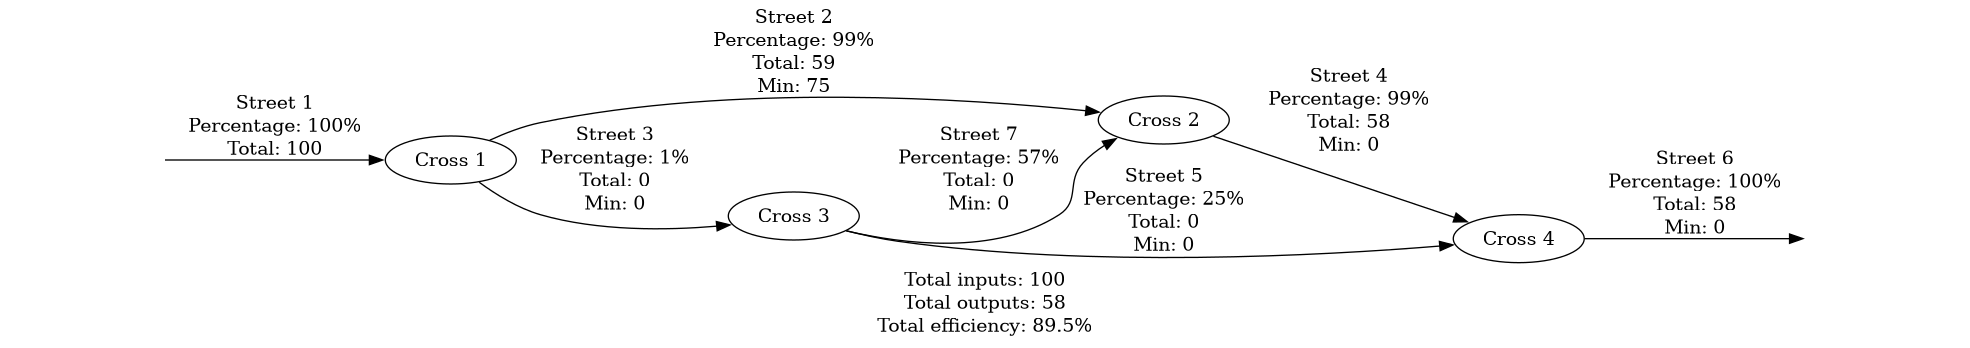 Street 2
Percentage: 99%
Total: 59
Min: 75
Street 1
Percentage: 100%
Total: 100
Cross 1
Street 3
Percentage: 1%
Total: 0
Min: 0
Cross 3
Street 7
Percentage: 57%
Total: 0
Min: 0
Cross 2
Street 5
Percentage: 25%
Total: 0
Min: 0
Street 4
Percentage: 99%
Total: 58
Min: 0
Cross 4
Street 6
Percentage: 100%
Total: 58
Min: 0
Total inputs: 100
Total outputs: 58
Total efficiency: 89.5%